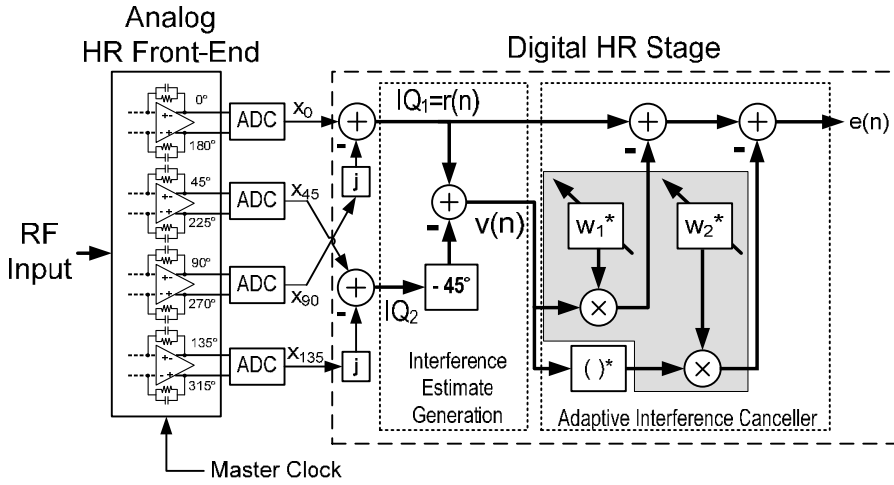 Analog
HR Front-End
Digital HR Stage
RF
Input
0°
180°
45°
225°
90°
270°
135°
315°
+-
-+
+-
-+
+-
-+
+-
-+
ADC
ADC
ADC
ADC
x0
x45
x90
x135
+
-
j
+
-
j
IQ1=r(n)
IQ2
+
-
- 45°
v(n)
Interference
Estimate
Generation
+
-
+
-
e(n)
w1*
w2*
×
×
( )*
Adaptive Interference Canceller
Master Clock